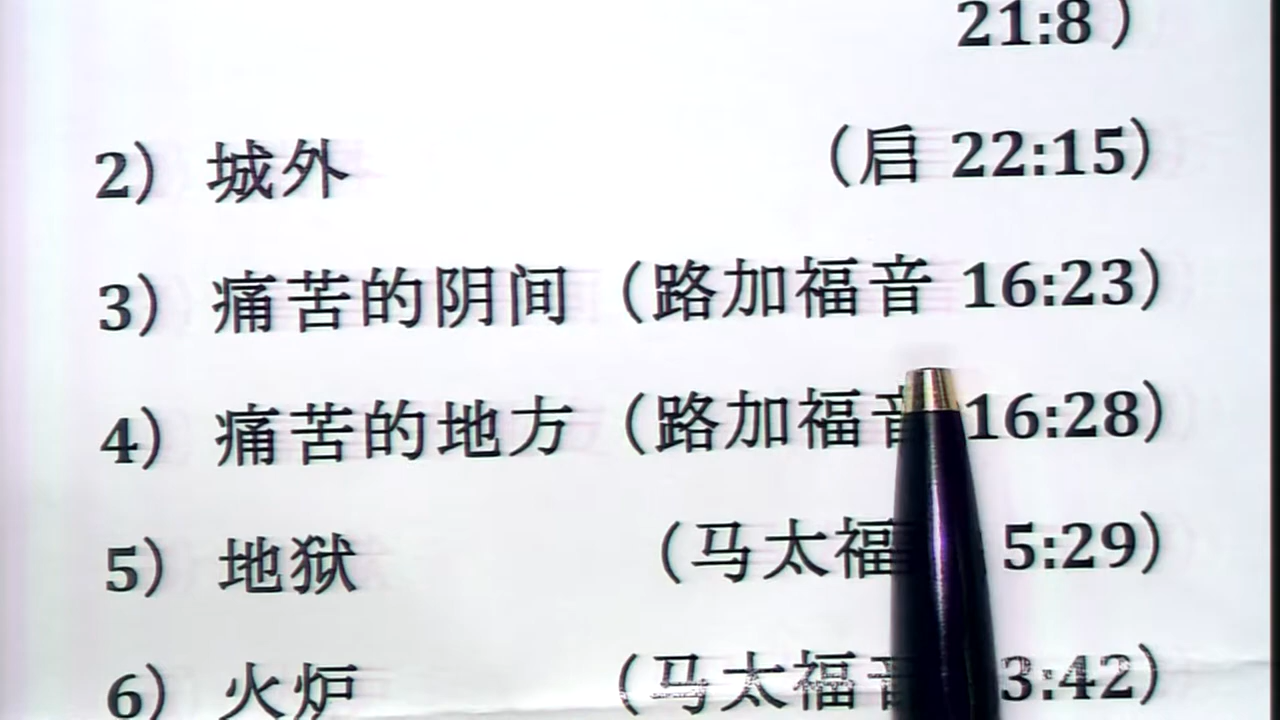 21:8）
2） 城外 （启 22:15）
3） 痛苦的阴间 （路加福音 16:23）
4） 痛苦的地方 （路加福音 16:28）
5） 地狱 （马太福 5:29）
6） 火炉 （马太福音 3:42）